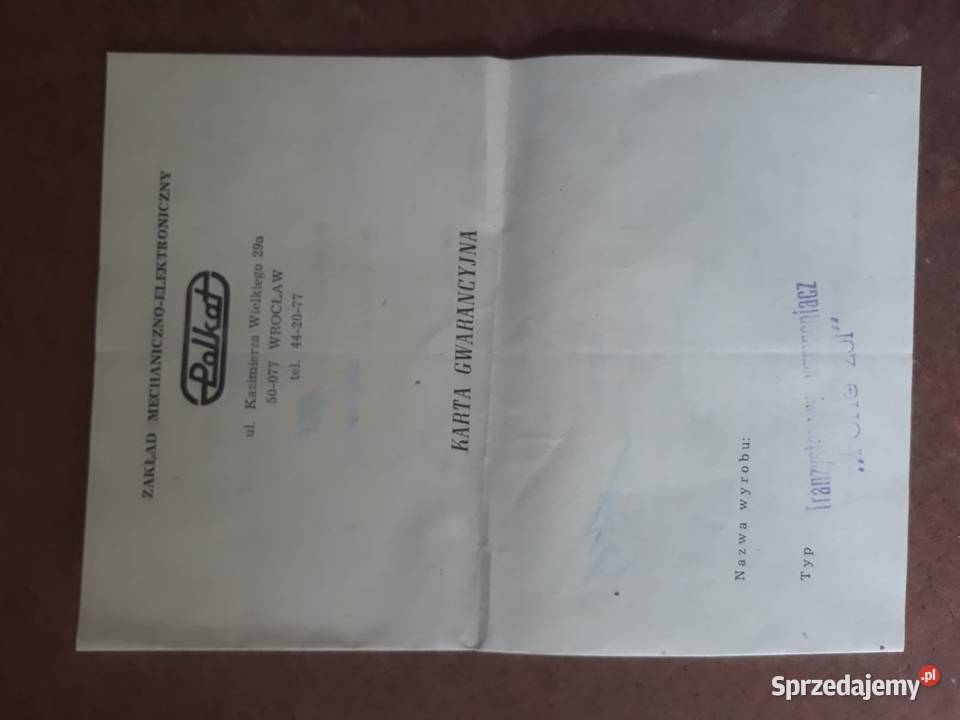 ZAKŁAD MECHANICZNO-ELEKTRONICZNY
Polkat
ul. Kazimierza Wielkiego 29a
50-077 WROCŁAW
tel. 44-20-77
KARTA GWARANCYJNA
Nazwa wyrobu:
Typ Tranzystorowy wzmacniacz
Sprzedajemy.pl